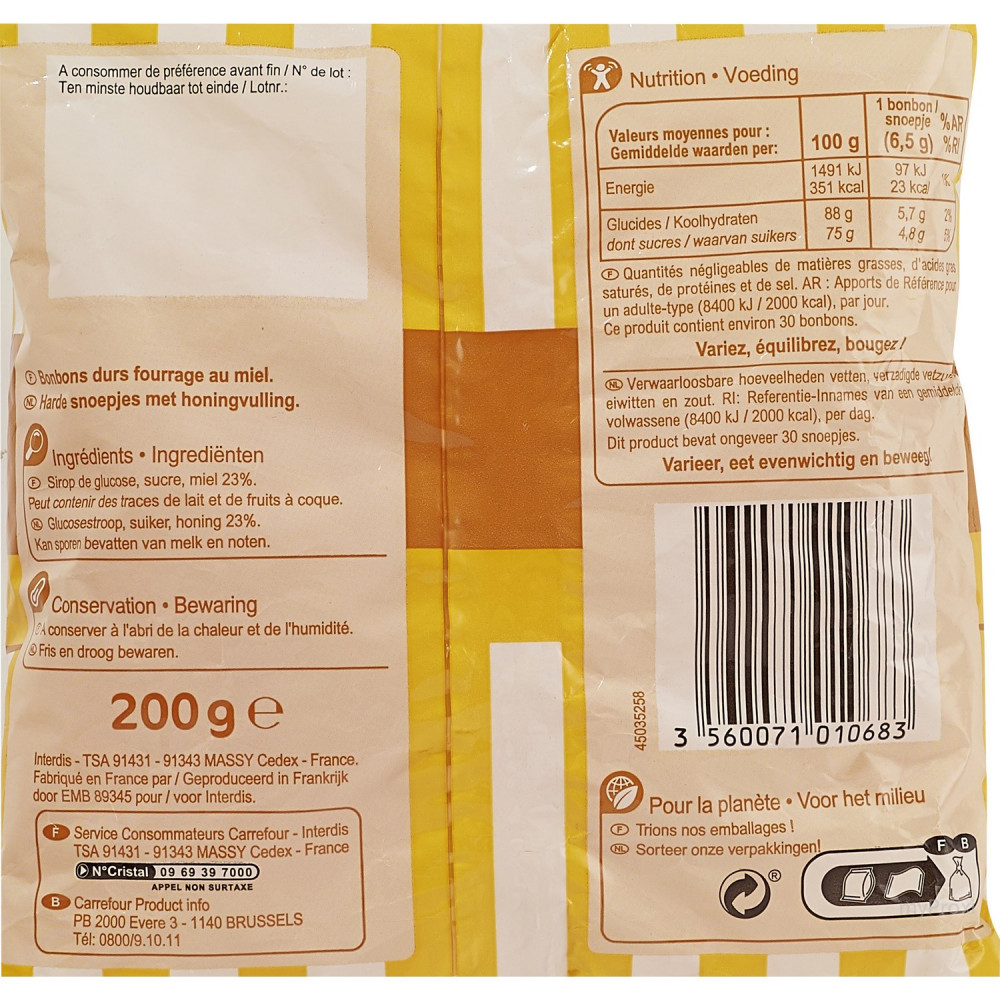 A consommer de préférence avant fin / N° de lot :
Ten minste houdbaar tot einde / Lotnr.:
F Bonbons durs fourrage au miel.
NL Harde snoepjes met honingvulling.
Ingrédients • Ingrediënten
F Sirop de glucose, sucre, miel 23%.
Peut contenir des traces de lait et de fruits à coque.
NL Glucosestroop, suiker, honing 23%.
Kan sporen bevatten van melk en noten.
Conservation • Bewaring
A conserver à l'abri de la chaleur et de l'humidité.
Fris en droog bewaren.
200 g e
Interdis - TSA 91431 - 91343 MASSY Cedex - France.
Fabriqué en France par / Geproduceerd in Frankrijk
door EMB 89345 pour / voor Interdis.
F Service Consommateurs Carrefour - Interdis
TSA 91431 - 91343 MASSY Cedex - France
N°Cristal 09 69 39 7000
APPEL NON SURTAXE
B Carrefour Product info
PB 2000 Evere 3 - 1140 BRUSSELS
Tél: 0800/9.10.11
Nutrition • Voeding
Valeurs moyennes pour :
Gemiddelde waarden per:
100 g
1 bonbon /
snoepje
(6,5 g)
%AR
%RI
Energie
1491 kJ
351 kcal
97 kJ
23 kcal
Glucides / Koolhydraten 88 g 5,7 g 2%
dont sucres / waarvan suikers 75 g 4,8 g 5%
F Quantités négligeables de matières grasses, d'acides gras
saturés, de protéines et de sel. AR : Apports de Référence pour
un adulte-type (8400 kJ / 2000 kcal), par jour.
Ce produit contient environ 30 bonbons.
Variez, équilibrez, bougez !
NL Verwaarloosbare hoeveelheden vetten, verzadigde
eiwitten en zout. RI: Referentie-Innames van een gemiddelde
volwassene (8400 kJ / 2000 kcal), per dag.
Dit product bevat ongeveer 30 snoepjes.
Varieer, eet evenwichtig en beweeg!
45035258
3 560071 010683
Pour la planète • Voor het milieu
F Trions nos emballages !
NL Sorteer onze verpakkingen!
F B
®